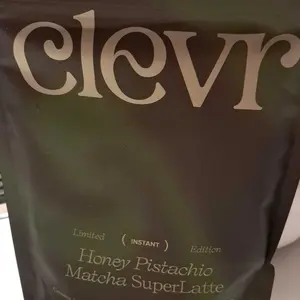 clevr
Limited ( INSTANT ) Edition
Honey Pistachio
Matcha SuperLatte